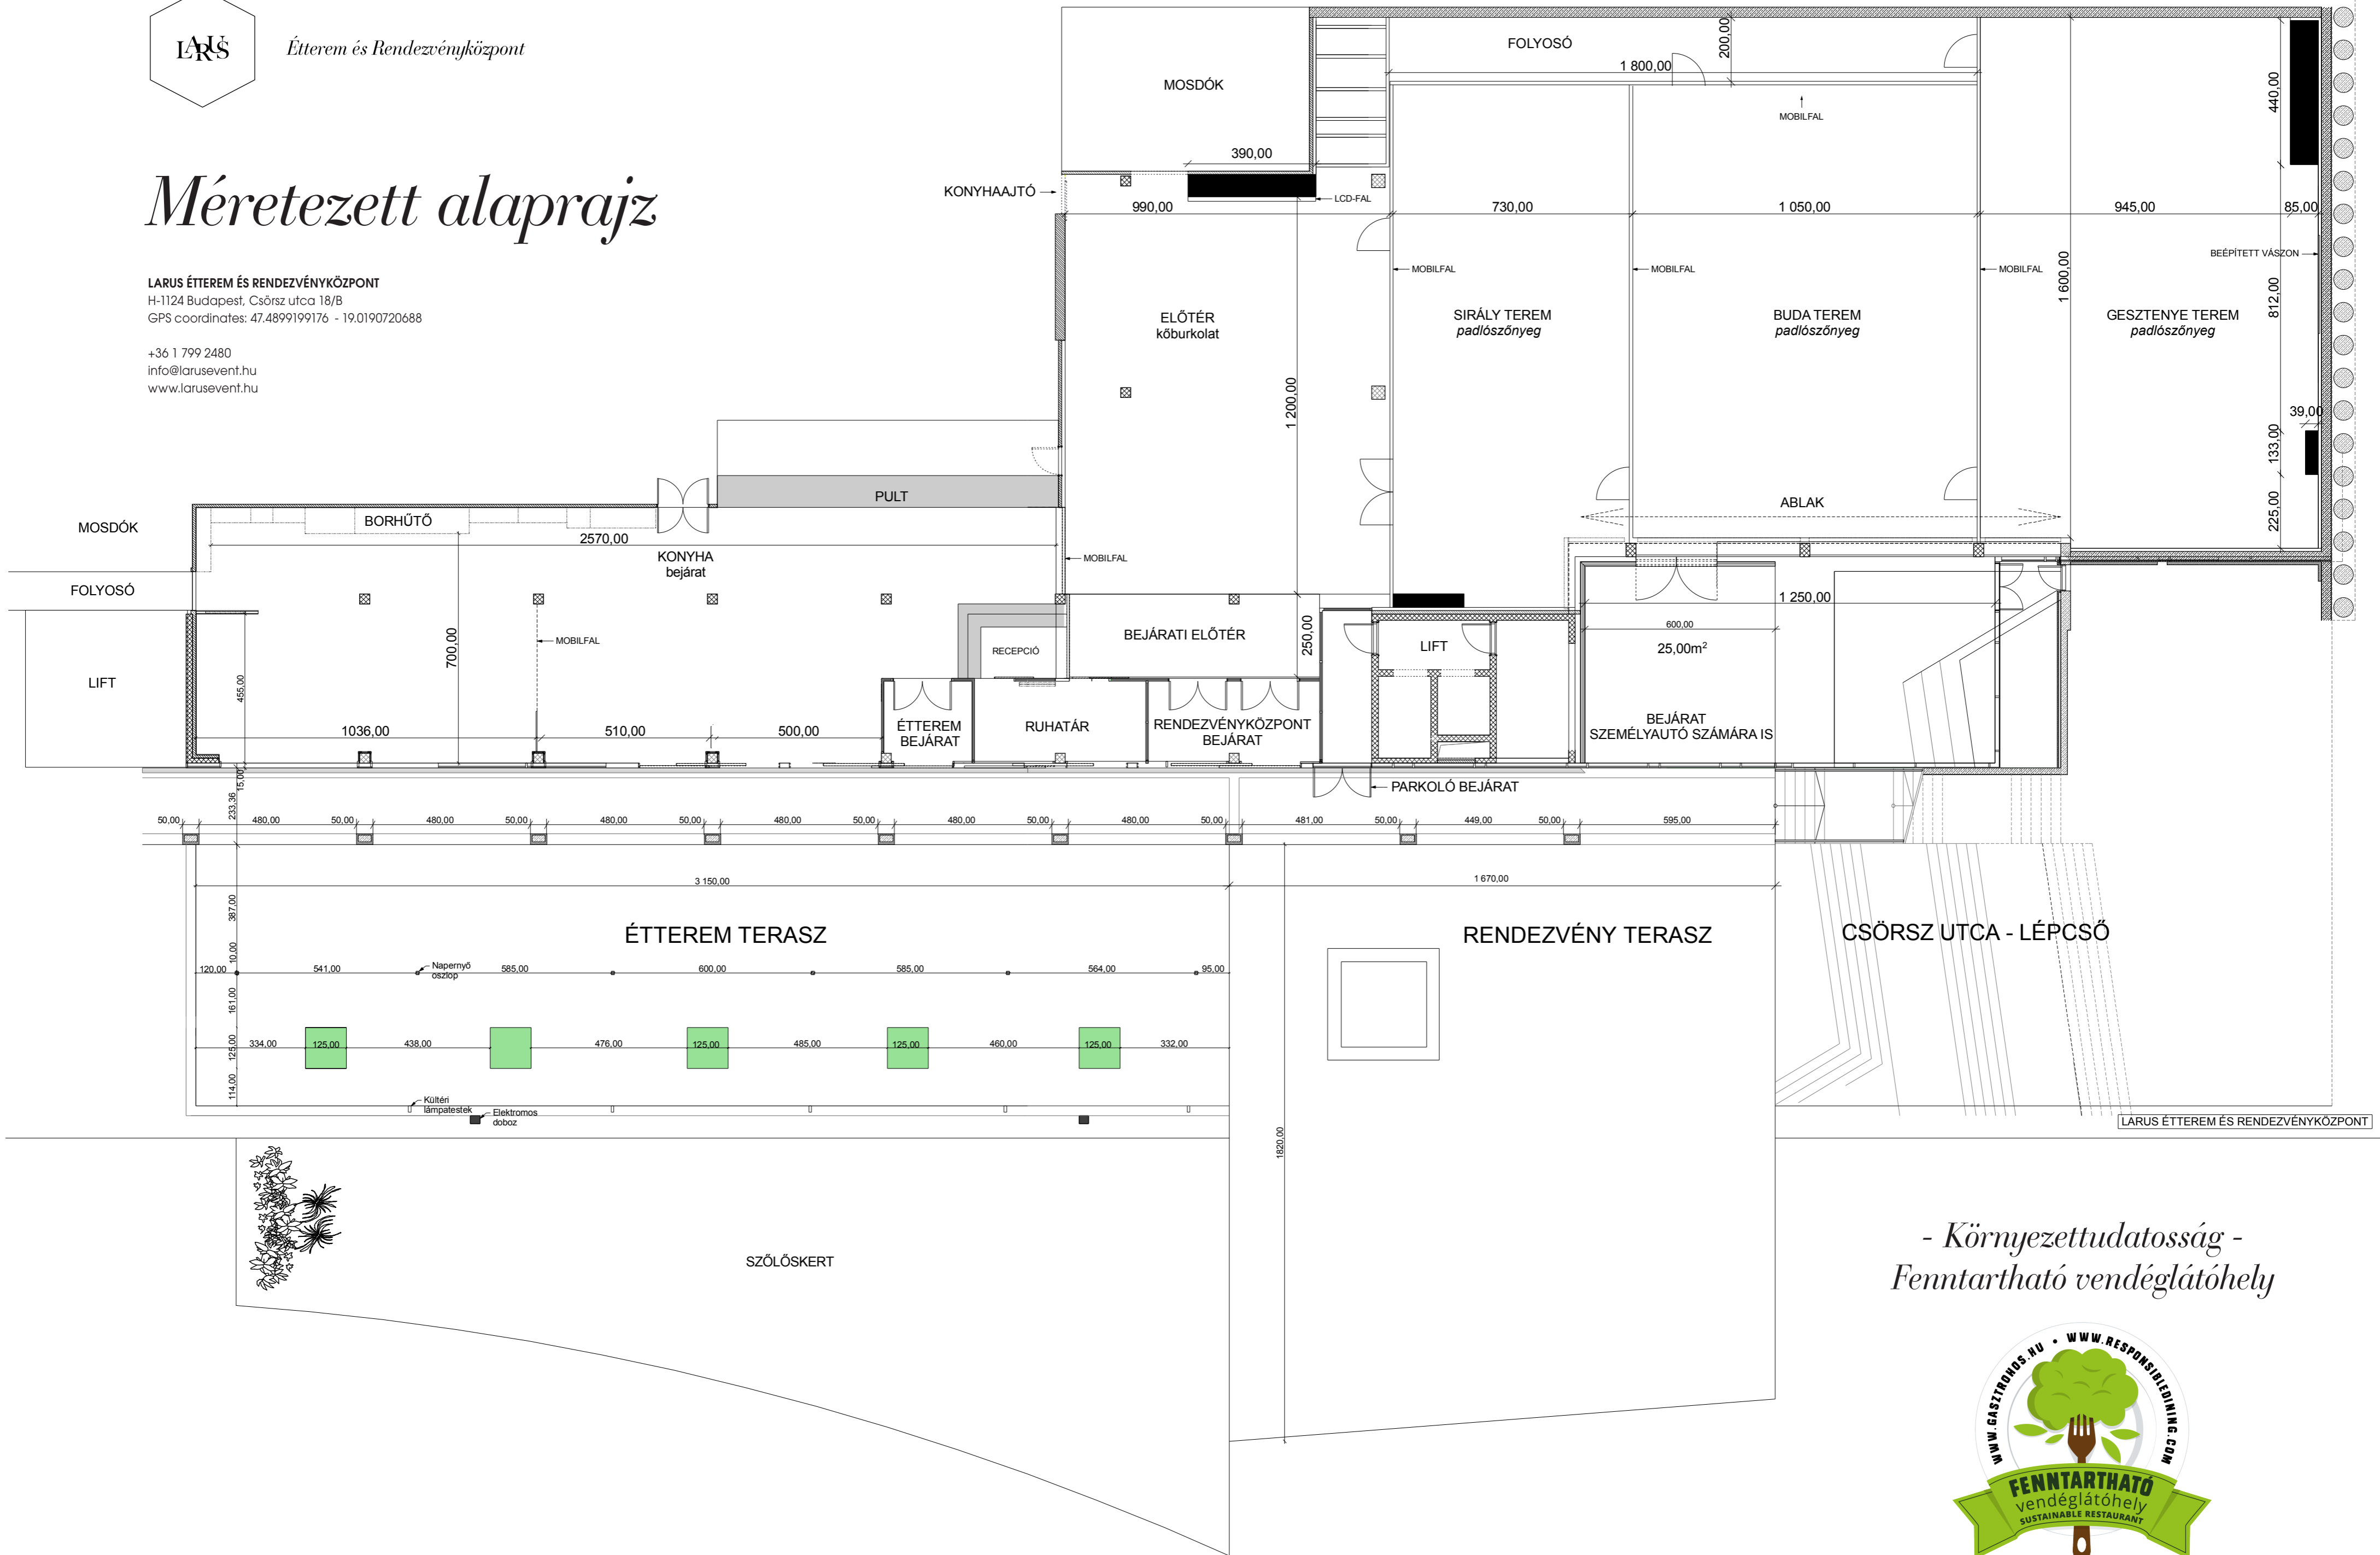 LARUS
Étterem és Rendezvényközpont
Méretezett alaprajz
LARUS ÉTTEREM ÉS RENDEZVÉNYKÖZPONT
H-1124 Budapest, Csörsz utca 18/B
GPS coordinates: 47.4899199176 - 19.0190720688
+36 1 799 2480
info@larusevent.hu
www.larusevent.hu
MOSDÓK
FOLYOSÓ
1 800,00
200,00
MOBILFAL
440,00
390,00
KONYHAAJTÓ
LCD-FAL
990,00
730,00
1 050,00
945,00
85,00
BEÉPÍTETT VÁSZON
MOBILFAL
MOBILFAL
MOBILFAL
1 600,00
812,00
ELŐTÉR
kőburkolat
SIRÁLY TEREM
padlószőnyeg
BUDA TEREM
padlószőnyeg
GESZTENYE TEREM
padlószőnyeg
1 200,00
39,00
133,00
225,00
PULT
ABLAK
MOSDÓK
BORHŰTŐ
2570,00
KONYHA
bejárat
MOBILFAL
FOLYOSÓ
1 250,00
600,00
25,00m²
MOBILFAL
700,00
RECEPCIÓ
BEJÁRATI ELŐTÉR
250,00
LIFT
LIFT
455,00
1036,00
510,00
500,00
ÉTTEREM
BEJÁRAT
RUHATÁR
RENDEZVÉNYKÖZPONT
BEJÁRAT
BEJÁRAT
SZEMÉLYAUTÓ SZÁMÁRA IS
PARKOLÓ BEJÁRAT
15,00
233,36
50,00
480,00
50,00
480,00
50,00
480,00
50,00
480,00
50,00
480,00
50,00
480,00
50,00
481,00
50,00
449,00
50,00
595,00
3 150,00
1 670,00
387,00
ÉTTEREM TERASZ
RENDEZVÉNY TERASZ
CSÖRSZ UTCA - LÉPCSŐ
10,00
120,00
541,00
Napernyő
oszlop
585,00
600,00
585,00
564,00
95,00
161,00
125,00
334,00
125,00
438,00
476,00
125,00
485,00
125,00
460,00
125,00
332,00
114,00
Kültéri
lámpatestek
Elektromos
doboz
LARUS ÉTTEREM ÉS RENDEZVÉNYKÖZPONT
1820,00
SZŐLŐSKERT
- Környezettudatosság -
Fenntartható vendéglátóhely
WWW.GASZTROHOS.HU • WWW.RESPONSIBLEDINING.COM
FENNTARTHATÓ
vendéglátóhely
SUSTAINABLE RESTAURANT